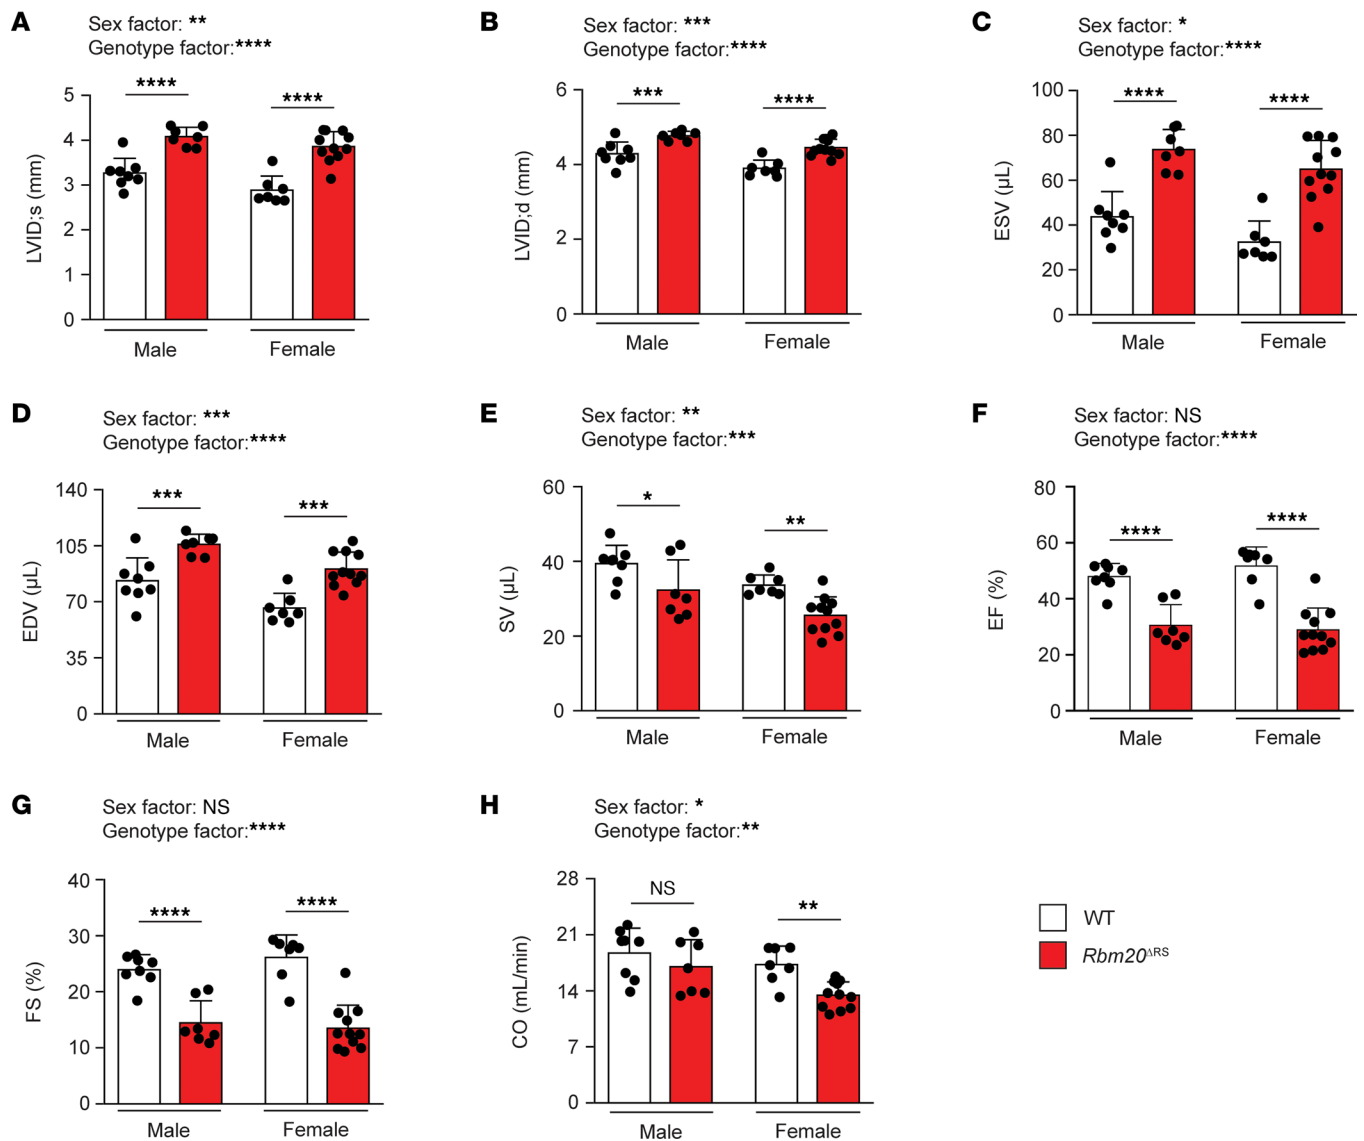 A
Sex factor: **
Genotype factor:****
****
****
LVID;s (mm)
5
4
3
2
1
0
Male
Female
B
Sex factor: ***
Genotype factor:****
***
****
LVID;d (mm)
6
4
2
0
Male
Female
C
Sex factor: *
Genotype factor:****
****
****
ESV (µL)
100
80
60
40
20
0
Male
Female
D
Sex factor: ***
Genotype factor:****
***
***
EDV (µL)
140
105
70
35
0
Male
Female
E
Sex factor: **
Genotype factor:***
*
**
SV (µL)
60
40
20
0
Male
Female
F
Sex factor: NS
Genotype factor:****
****
****
EF (%)
80
60
40
20
0
Male
Female
G
Sex factor: NS
Genotype factor:****
****
****
FS (%)
40
30
20
10
0
Male
Female
H
Sex factor: *
Genotype factor:**
NS
**
CO (mL/min)
28
21
14
7
0
Male
Female
WT
Rbm20ΔRS